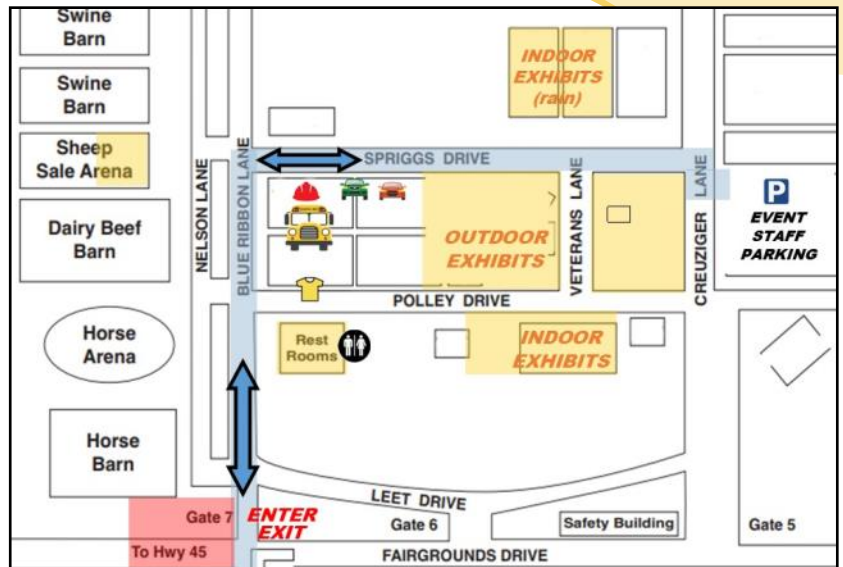 Swine
Barn
Swine
Barn
Sheep
Sale Arena
Dairy Beef
Barn
Horse
Arena
Horse
Barn
NELSON LANE
BLUE RIBBON LANE
INDOOR
EXHIBITS
(rain)
SPRIGGS DRIVE
OUTDOOR
EXHIBITS
VETERANS LANE
CREUZIGER LANE
P
EVENT
STAFF
PARKING
POLLEY DRIVE
Rest
Rooms
INDOOR
EXHIBITS
LEET DRIVE
Gate 7
ENTER
EXIT
Gate 6
Safety Building
Gate 5
To Hwy 45
FAIRGROUNDS DRIVE